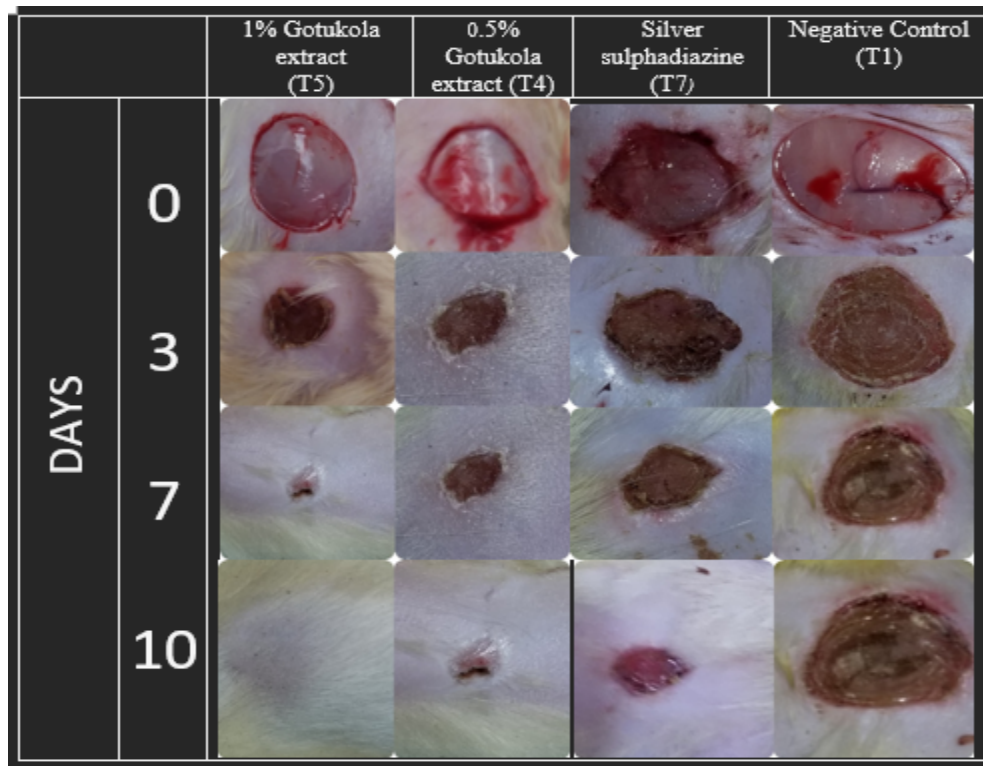 1% Gotukola
extract
(T5)
0.5%
Gotukola
extract (T4)
Silver
sulphadiazine
(T7)
Negative Control
(T1)
DAYS
0
3
7
10